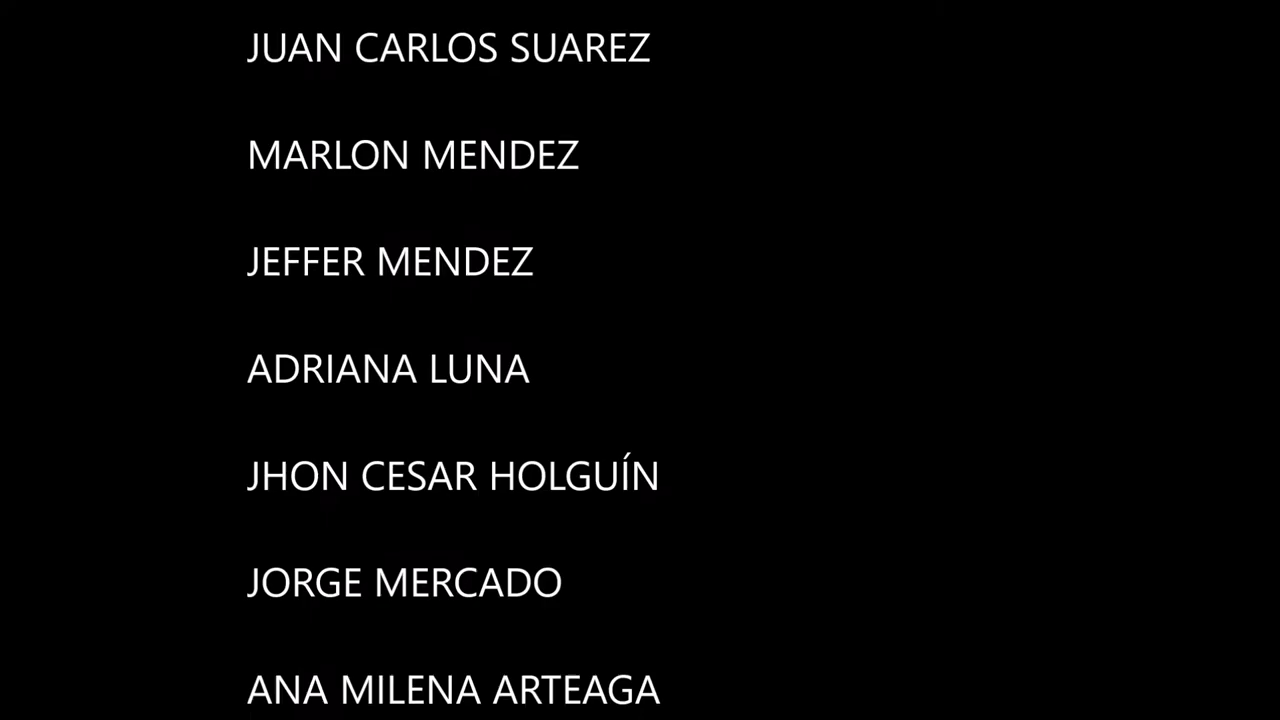 JUAN CARLOS SUAREZ
MARLON MENDEZ
JEFFER MENDEZ
ADRIANA LUNA
JHON CESAR HOLGUÍN
JORGE MERCADO
ANA MILENA ARTEAGA